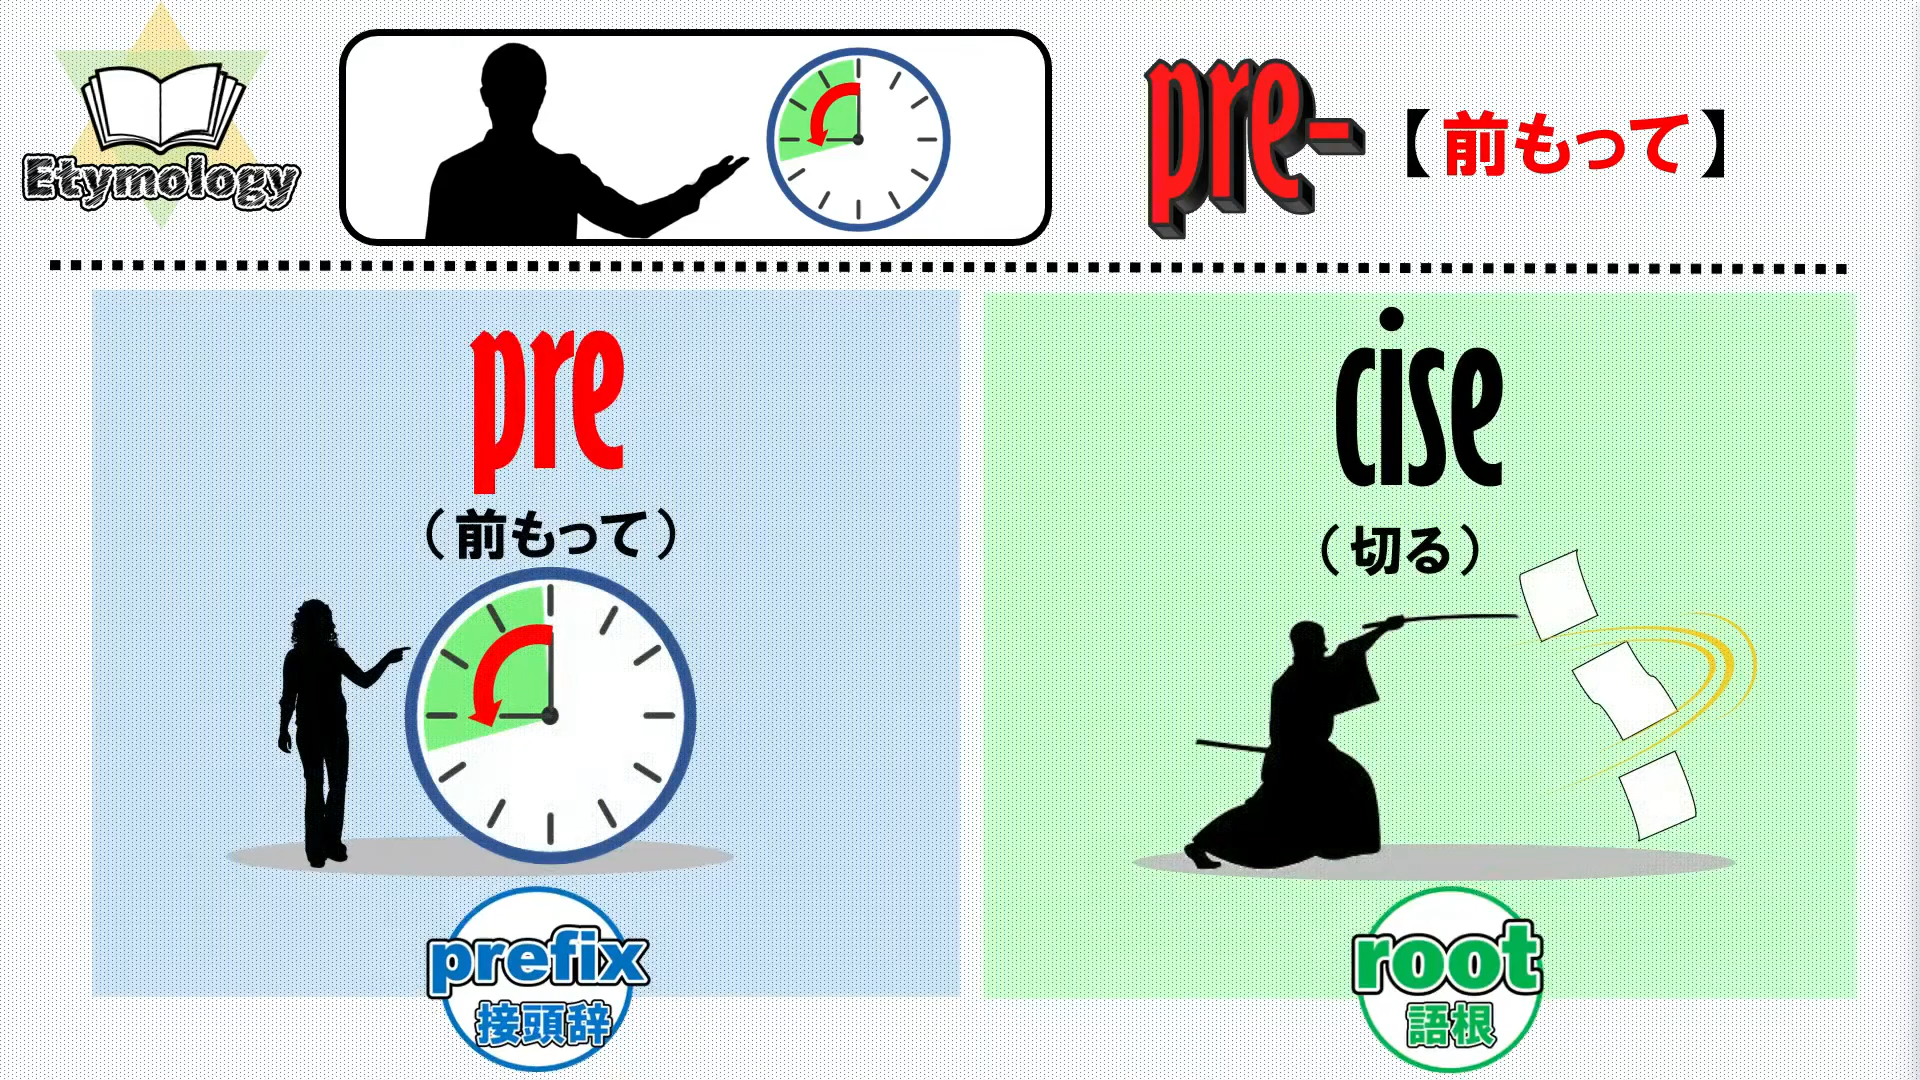 Etymology
pre-【前もって】
pre
（前もって）
prefix
接頭辞
cise
（切る）
root
語根